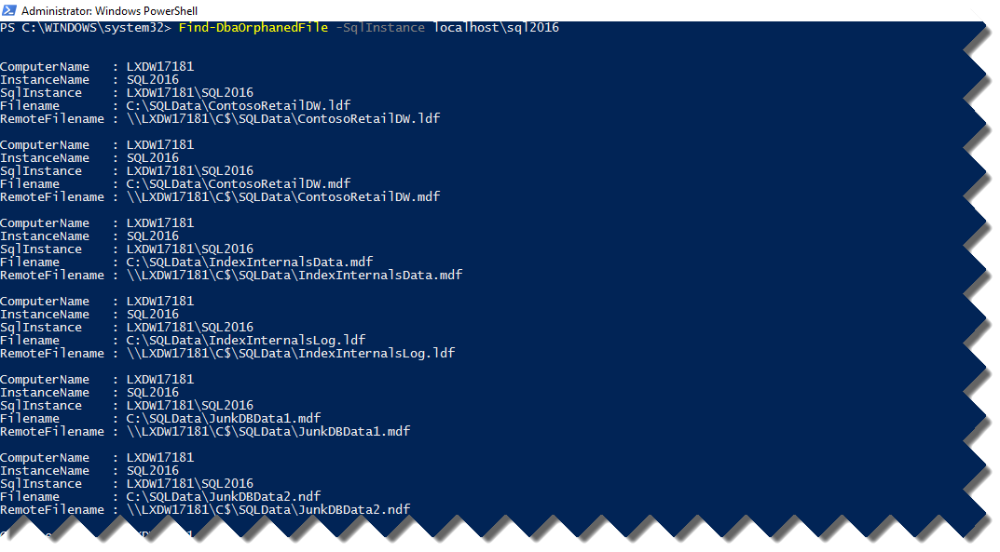 Administrator: Windows PowerShell
PS C:\WINDOWS\system32> Find-DbaOrphanedFile -SqlInstance localhost\sql2016
ComputerName   : LXDW17181
InstanceName   : SQL2016
SqlInstance    : LXDW17181\SQL2016
Filename       : C:\SQLData\ContosoRetailDW.ldf
RemoteFilename : \\LXDW17181\C$\SQLData\ContosoRetailDW.ldf
ComputerName   : LXDW17181
InstanceName   : SQL2016
SqlInstance    : LXDW17181\SQL2016
Filename       : C:\SQLData\ContosoRetailDW.mdf
RemoteFilename : \\LXDW17181\C$\SQLData\ContosoRetailDW.mdf
ComputerName   : LXDW17181
InstanceName   : SQL2016
SqlInstance    : LXDW17181\SQL2016
Filename       : C:\SQLData\IndexInternalsData.mdf
RemoteFilename : \\LXDW17181\C$\SQLData\IndexInternalsData.mdf
ComputerName   : LXDW17181
InstanceName   : SQL2016
SqlInstance    : LXDW17181\SQL2016
Filename       : C:\SQLData\IndexInternalsLog.ldf
RemoteFilename : \\LXDW17181\C$\SQLData\IndexInternalsLog.ldf
ComputerName   : LXDW17181
InstanceName   : SQL2016
SqlInstance    : LXDW17181\SQL2016
Filename       : C:\SQLData\JunkDBData1.mdf
RemoteFilename : \\LXDW17181\C$\SQLData\JunkDBData1.mdf
ComputerName   : LXDW17181
InstanceName   : SQL2016
SqlInstance    : LXDW17181\SQL2016
Filename       : C:\SQLData\JunkDBData2.ndf
RemoteFilename : \\LXDW17181\C$\SQLData\JunkDBData2.ndf